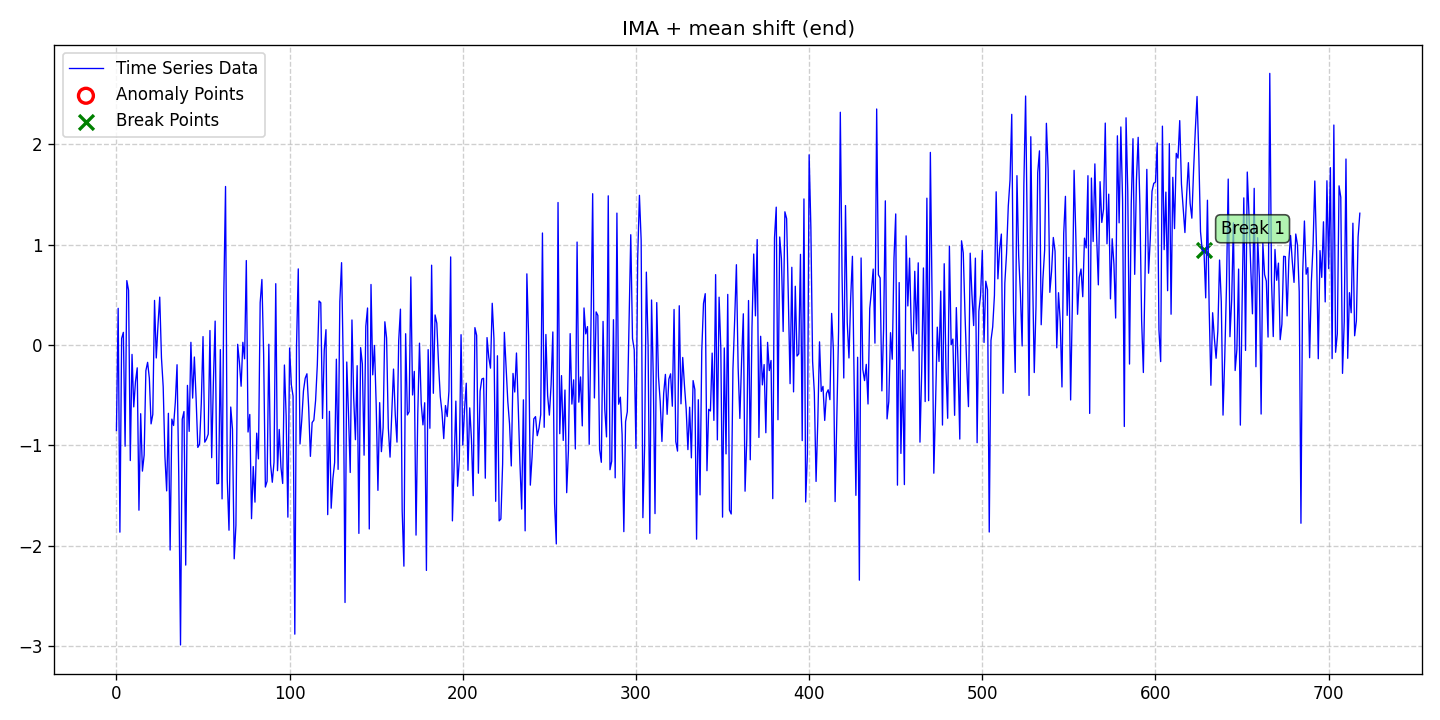 IMA + mean shift (end)
Time Series Data
Anomaly Points
Break Points
Break 1
2
1
0
−1
−2
−3
0 100 200 300 400 500 600 700